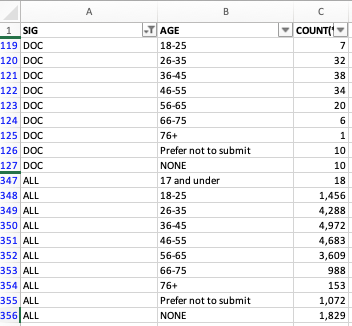 A B C
1 SIG AGE COUNT(
119 DOC 18-25 7
120 DOC 26-35 32
121 DOC 36-45 38
122 DOC 46-55 34
123 DOC 56-65 20
124 DOC 66-75 6
125 DOC 76+ 1
126 DOC Prefer not to submit 10
127 DOC NONE 10
347 ALL 17 and under 18
348 ALL 18-25 1,456
349 ALL 26-35 4,288
350 ALL 36-45 4,972
351 ALL 46-55 4,683
352 ALL 56-65 3,609
353 ALL 66-75 988
354 ALL 76+ 153
355 ALL Prefer not to submit 1,072
356 ALL NONE 1,829